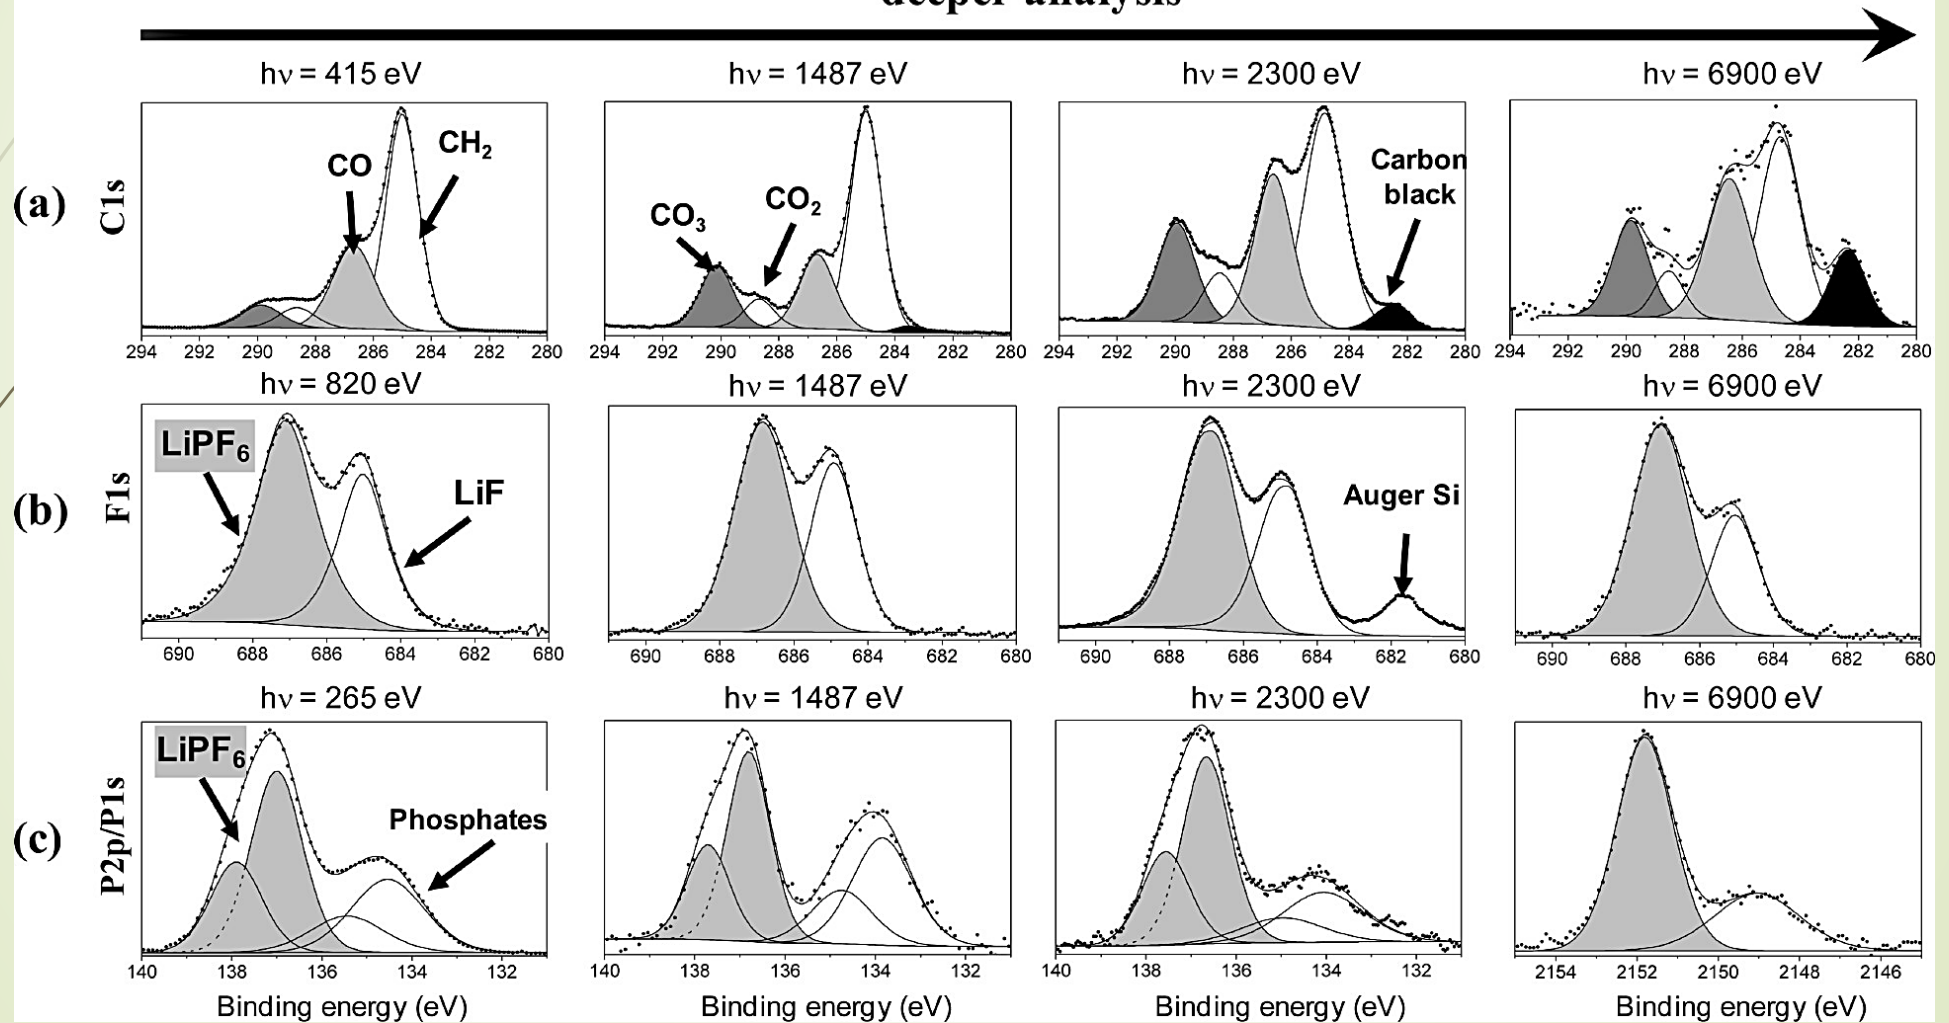 deeper analysis
hν = 415 eV
hν = 1487 eV
hν = 2300 eV
hν = 6900 eV
(a)
C1s
CO
CH₂
CO₃
CO₂
Carbon
black
294 292 290 288 286 284 282 280
294 292 290 288 286 284 282 280
294 292 290 288 286 284 282 280
294 292 290 288 286 284 282 280
hν = 820 eV
hν = 1487 eV
hν = 2300 eV
hν = 6900 eV
(b)
F1s
LiPF₆
LiF
Auger Si
690 688 686 684 682 680
690 688 686 684 682 680
690 688 686 684 682 680
690 688 686 684 682 680
hν = 265 eV
hν = 1487 eV
hν = 2300 eV
hν = 6900 eV
(c)
P2p/P1s
LiPF₆
Phosphates
140 138 136 134 132
140 138 136 134 132
140 138 136 134 132
2154 2152 2150 2148 2146
Binding energy (eV)
Binding energy (eV)
Binding energy (eV)
Binding energy (eV)